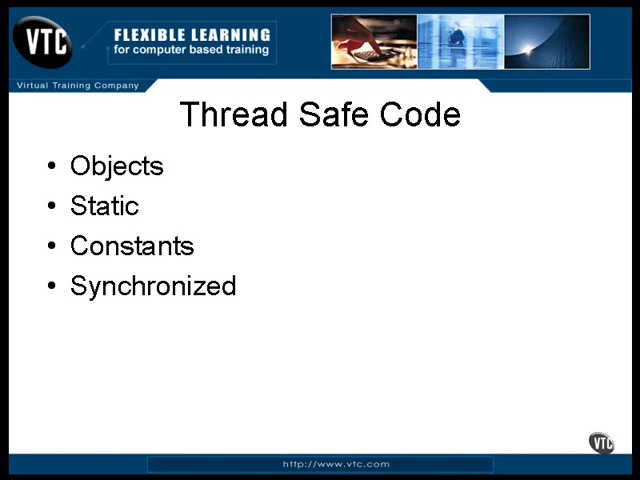 VTC
FLEXIBLE LEARNING
for computer based training
Virtual Training Company
Thread Safe Code
• Objects
• Static
• Constants
• Synchronized
VTC
http://www.vtc.com